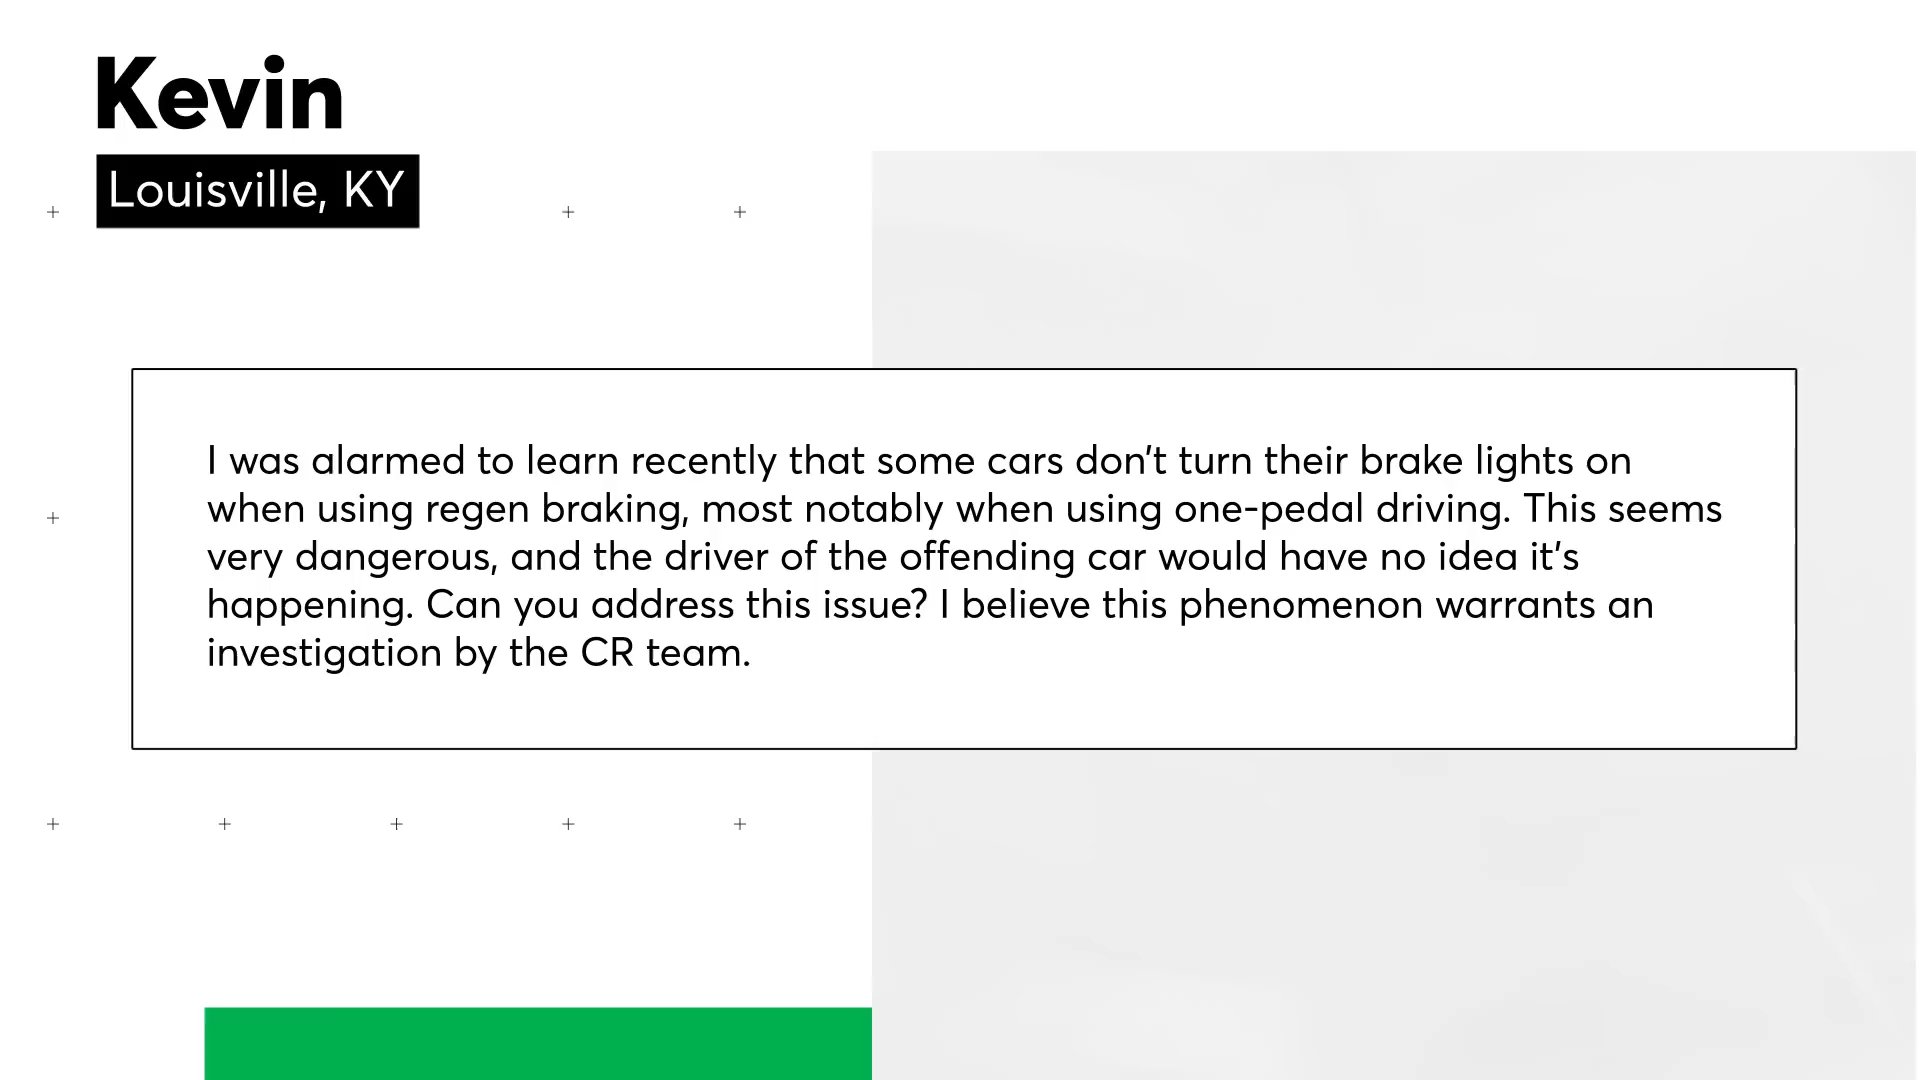 Kevin
Louisville, KY
I was alarmed to learn recently that some cars don't turn their brake lights on
when using regen braking, most notably when using one-pedal driving. This seems
very dangerous, and the driver of the offending car would have no idea it's
happening. Can you address this issue? I believe this phenomenon warrants an
investigation by the CR team.